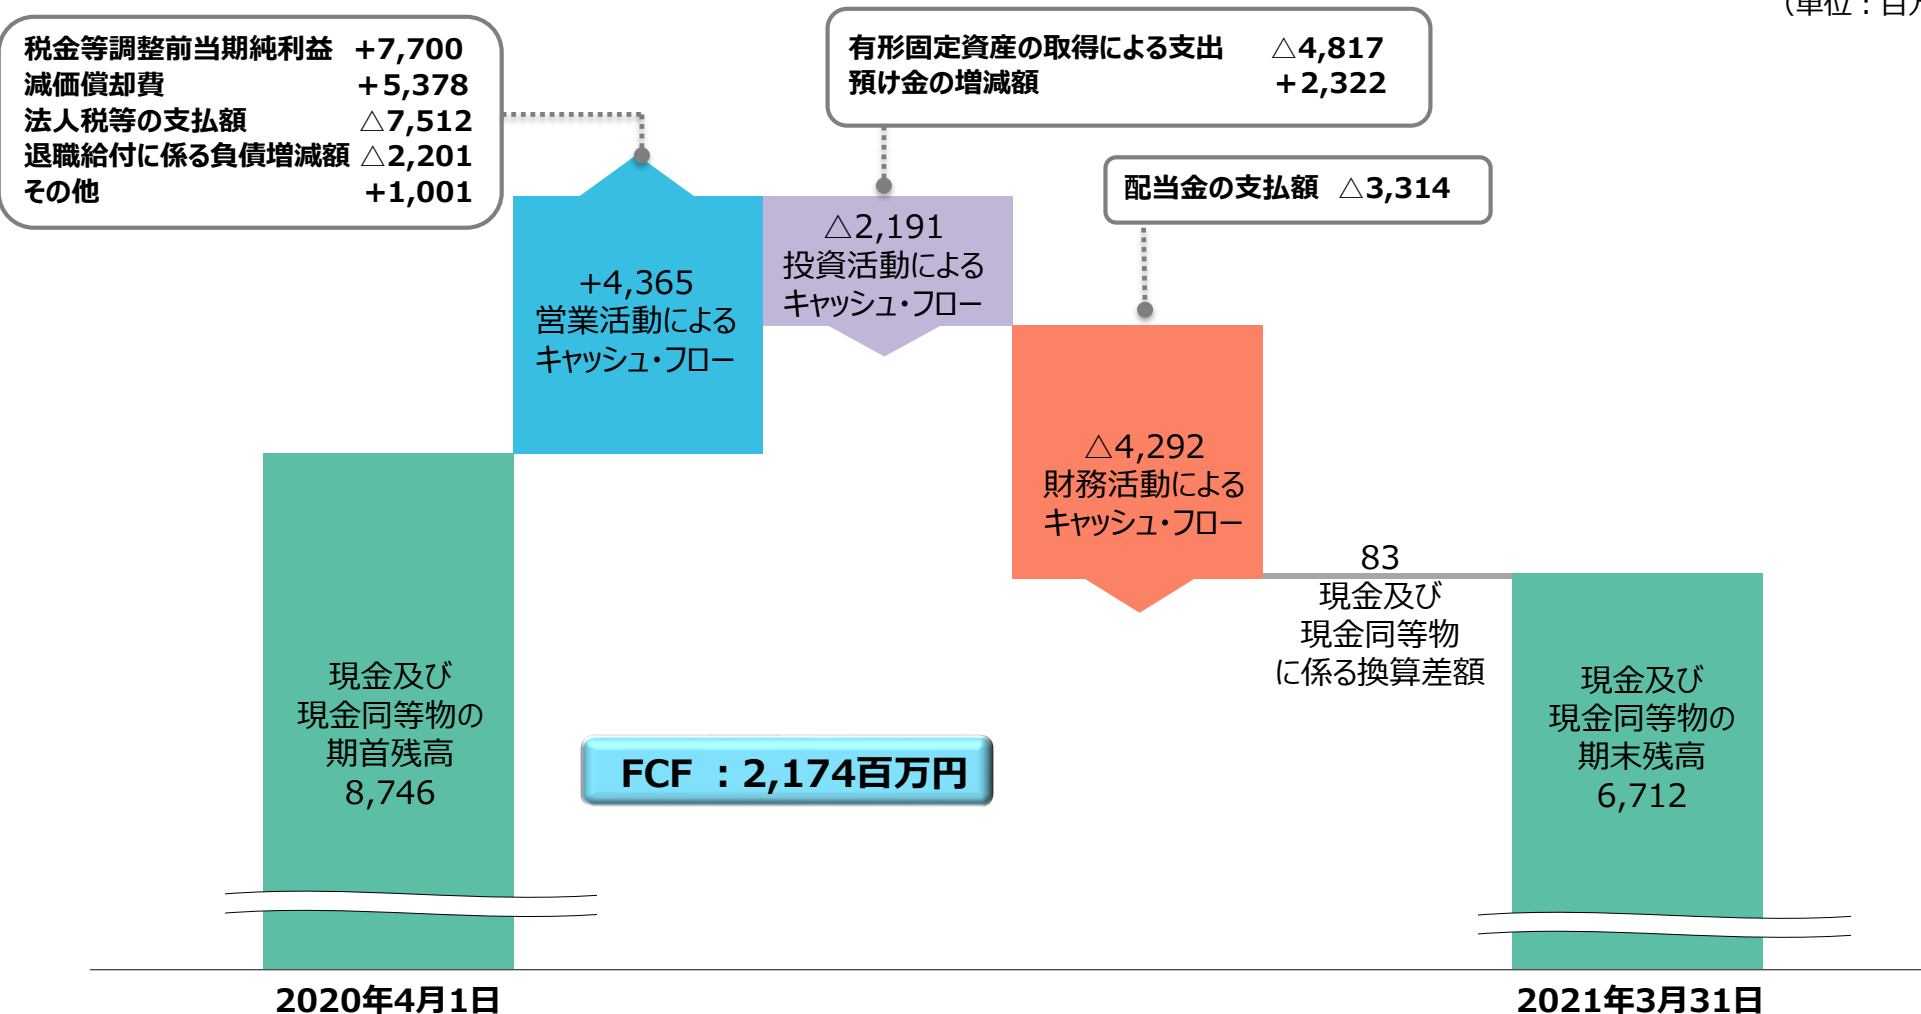 （単位：百万
税金等調整前当期純利益 +7,700
減価償却費 +5,378
法人税等の支払額 △7,512
退職給付に係る負債増減額 △2,201
その他 +1,001
有形固定資産の取得による支出 △4,817
預け金の増減額 +2,322
配当金の支払額 △3,314
+4,365
営業活動による
キャッシュ・フロー
△2,191
投資活動による
キャッシュ・フロー
△4,292
財務活動による
キャッシュ・フロー
83
現金及び
現金同等物
に係る換算差額
現金及び
現金同等物の
期首残高
8,746
FCF ：2,174百万円
現金及び
現金同等物の
期末残高
6,712
2020年4月1日
2021年3月31日